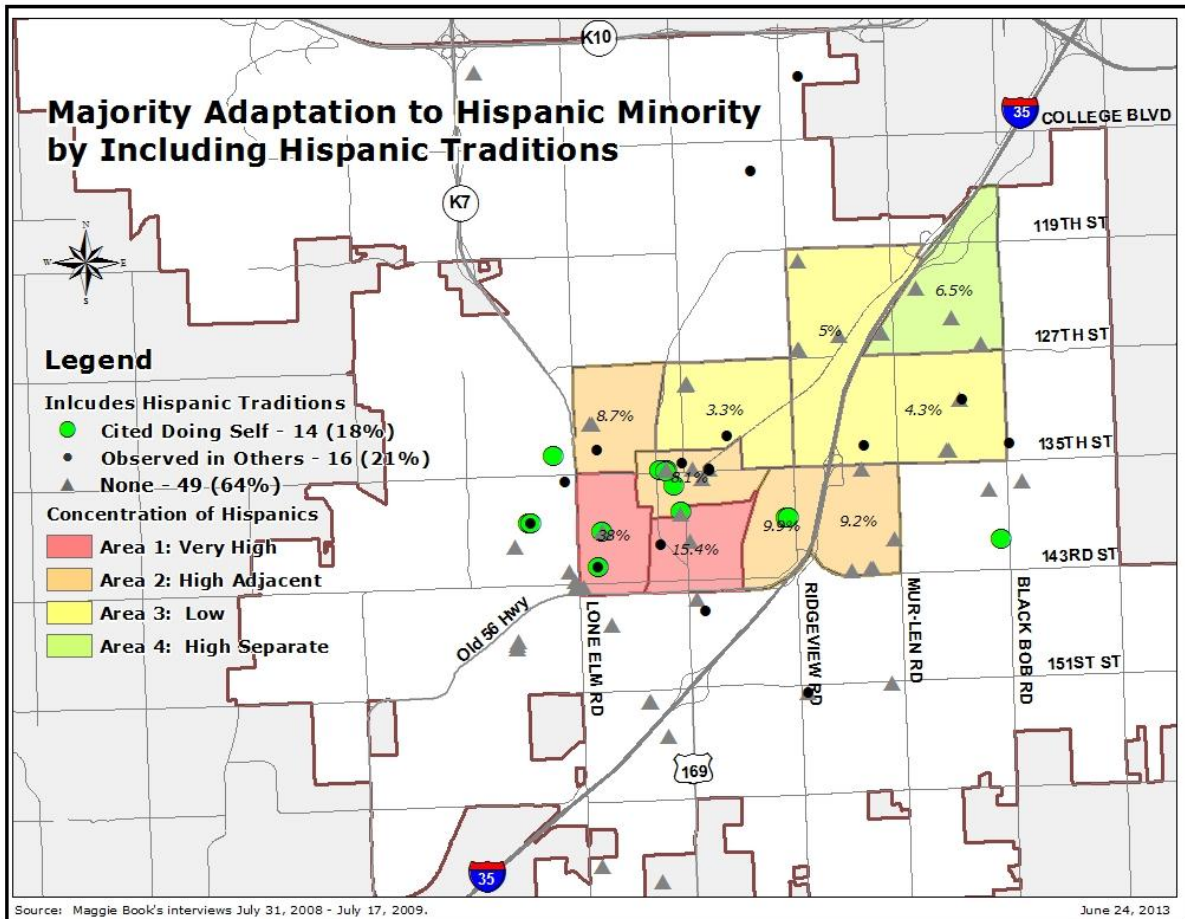 K10
Majority Adaptation to Hispanic Minority
by Including Hispanic Traditions
35
COLLEGE BLVD
K7
N
W E
S
119TH ST
6.5%
5%
127TH ST
Legend
Inlcudes Hispanic Traditions
Cited Doing Self - 14 (18%)
Observed in Others - 16 (21%)
None - 49 (64%)
Concentration of Hispanics
Area 1: Very High
Area 2: High Adjacent
Area 3: Low
Area 4: High Separate
8.7%
3.3%
4.3%
135TH ST
8.1%
38%
15.4%
9.9%
9.2%
143RD ST
Old 56 Hwy
LONE ELM RD
RIDGEVIEW RD
MUR-LEN RD
BLACK BOB RD
151ST ST
169
35
Source: Maggie Book's interviews July 31, 2008 - July 17, 2009.
June 24, 2013